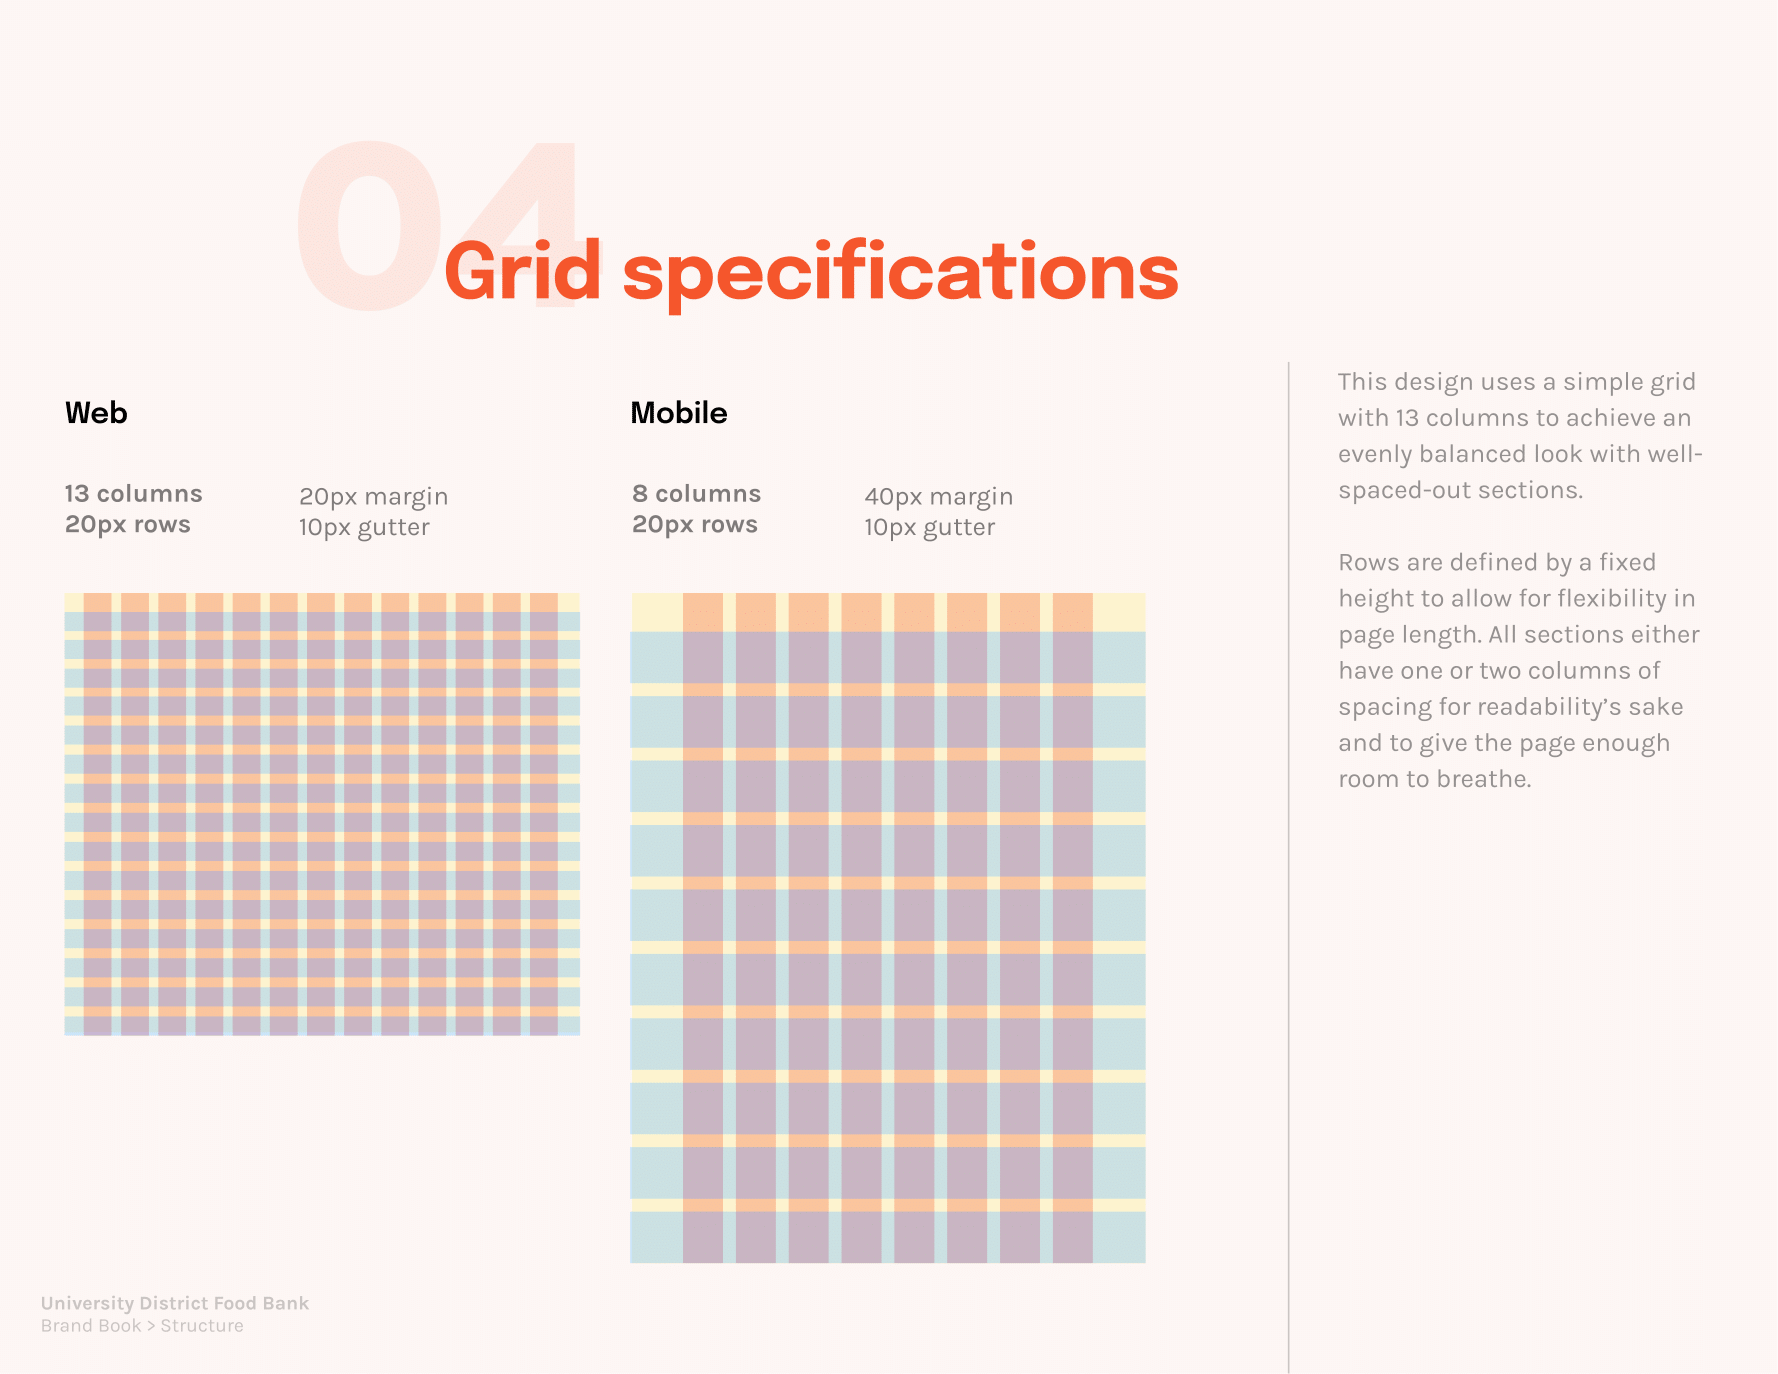 04
Grid specifications
Web
13 columns
20px rows
20px margin
10px gutter
Mobile
8 columns
20px rows
40px margin
10px gutter
This design uses a simple grid
with 13 columns to achieve an
evenly balanced look with well-
spaced-out sections.
Rows are defined by a fixed
height to allow for flexibility in
page length. All sections either
have one or two columns of
spacing for readability’s sake
and to give the page enough
room to breathe.
University District Food Bank
Brand Book > Structure